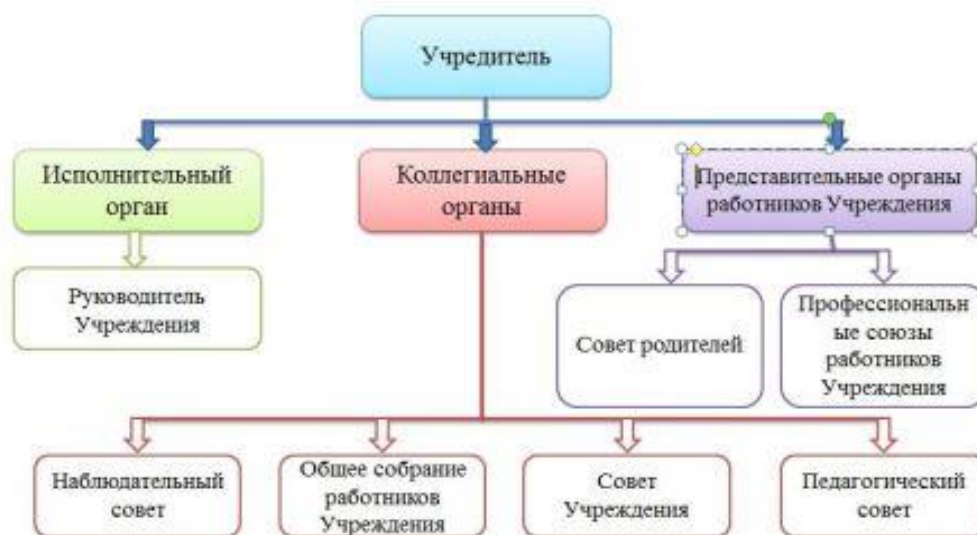 Учредитель
Исполнительный
орган
Коллегиальные
органы
Представительные органы
работников Учреждения
Руководитель
Учреждения
Совет родителей
Профессиональн
ые союзы
работников
Учреждения
Наблюдательный
совет
Общее собрание
работников
Учреждения
Совет
Учреждения
Педагогический
совет